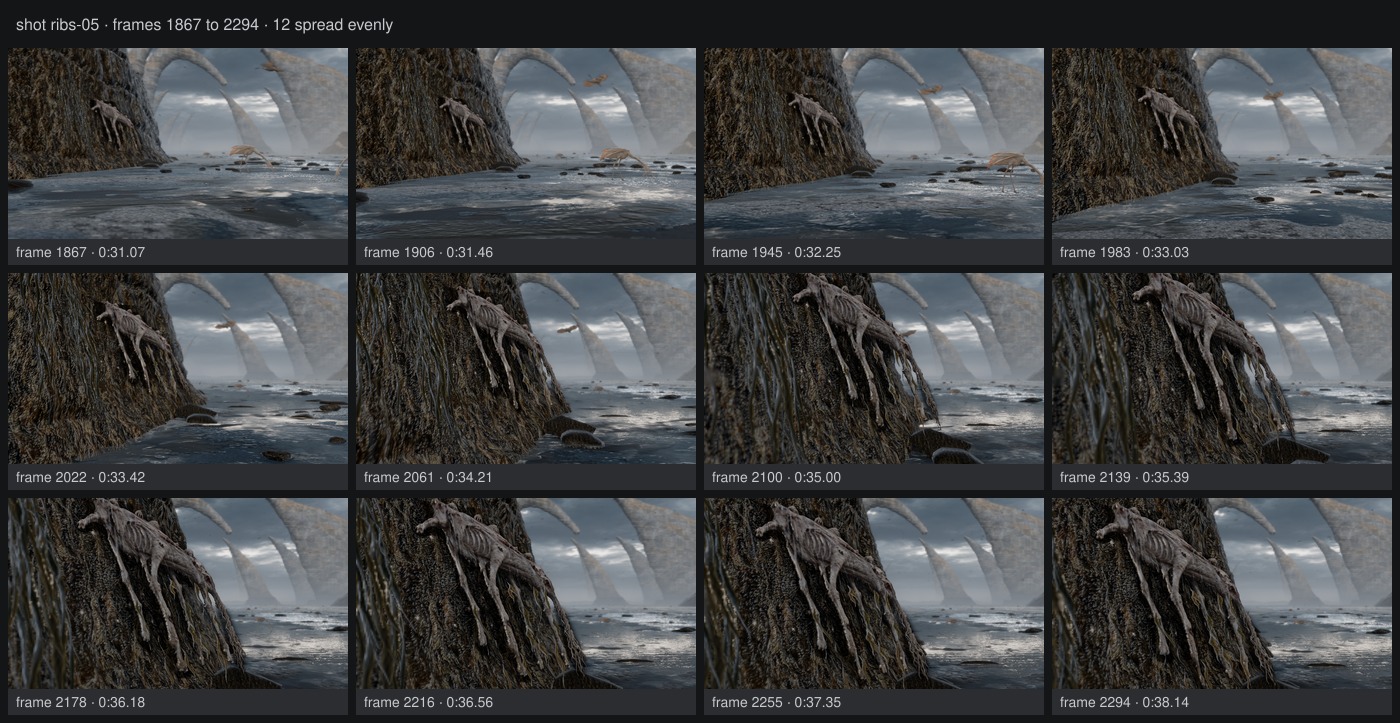 shot ribs-05 · frames 1867 to 2294 · 12 spread evenly
frame 1867 · 0:31.07
frame 1906 · 0:31.46
frame 1945 · 0:32.25
frame 1983 · 0:33.03
frame 2022 · 0:33.42
frame 2061 · 0:34.21
frame 2100 · 0:35.00
frame 2139 · 0:35.39
frame 2178 · 0:36.18
frame 2216 · 0:36.56
frame 2255 · 0:37.35
frame 2294 · 0:38.14